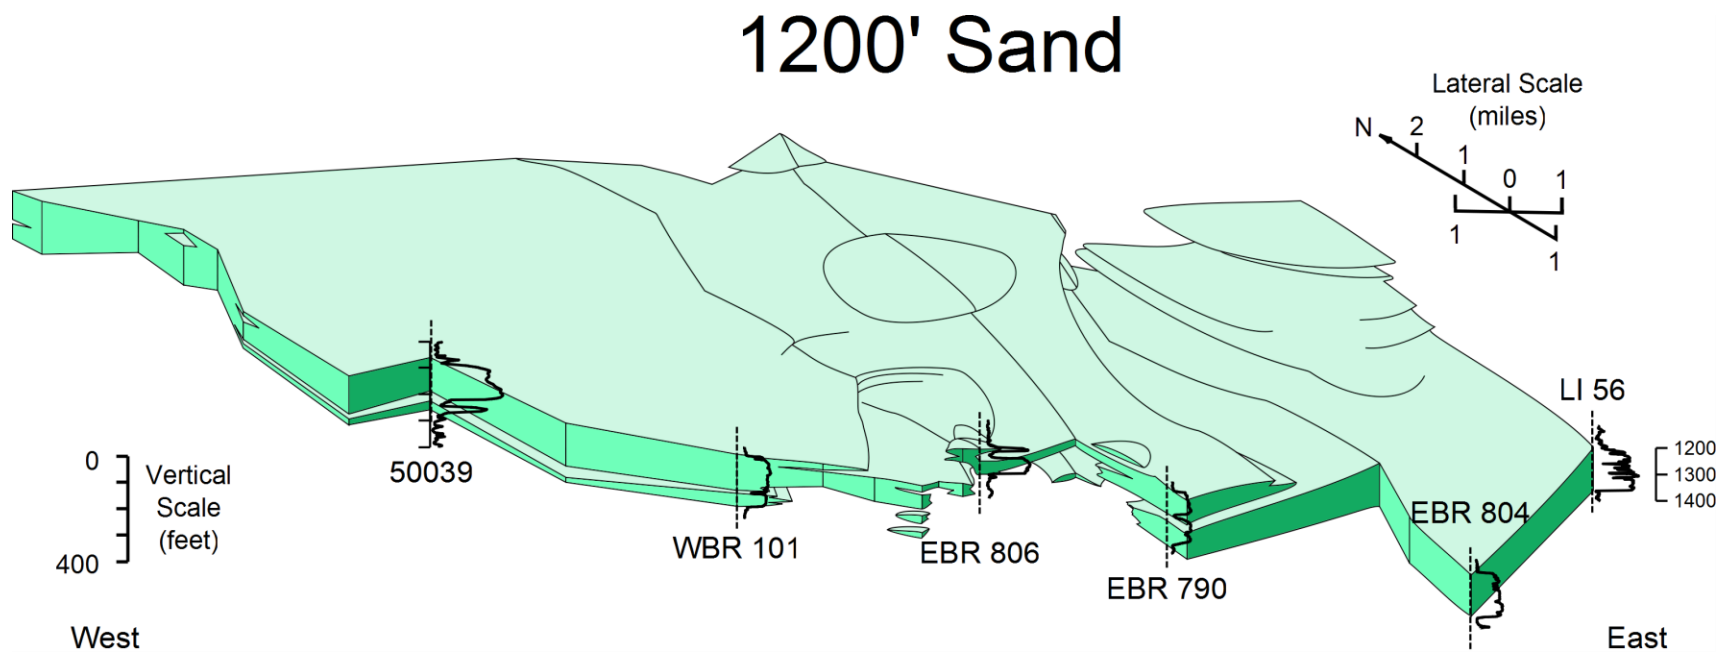 1200' Sand
Lateral Scale
(miles)
N
2
1
0
1
1
1
LI 56
1200
1300
1400
0
Vertical
Scale
(feet)
400
50039
WBR 101
EBR 806
EBR 790
EBR 804
West
East